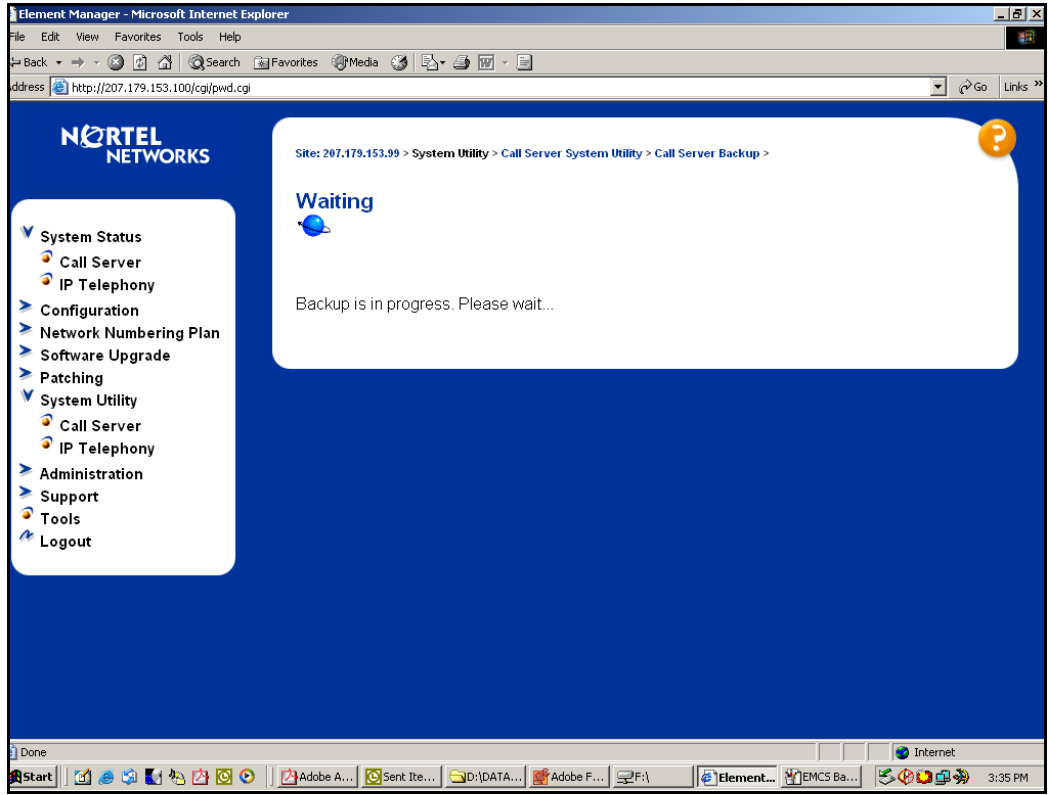 Element Manager - Microsoft Internet Explorer
File Edit View Favorites Tools Help
Back Search Favorites Media
Address http://207.179.153.100/cgi/pwd.cgi Go Links »
NORTEL
NETWORKS
Site: 207.179.153.99 > System Utility > Call Server System Utility > Call Server Backup >
?
Waiting
Backup is in progress. Please wait...
System Status
Call Server
IP Telephony
Configuration
Network Numbering Plan
Software Upgrade
Patching
System Utility
Call Server
IP Telephony
Administration
Support
Tools
Logout
Done Internet
Start Adobe A... Sent Ite... D:\DATA... Adobe F... F:\ Element... EMCS Ba... 3:35 PM